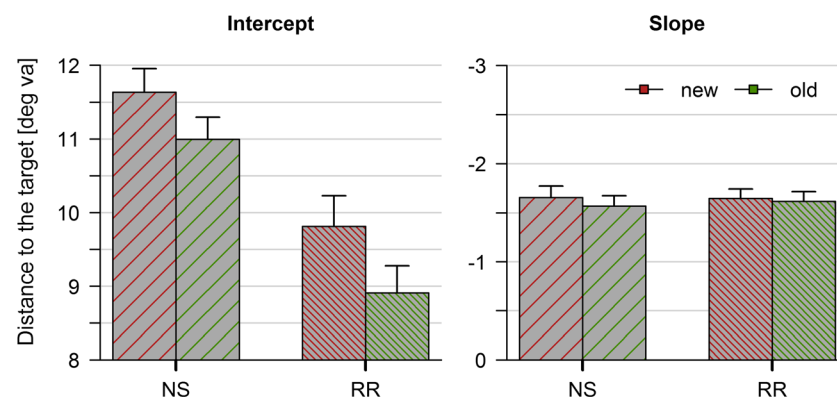 Intercept
Slope
Distance to the target [deg va]
12
11
10
9
8
NS
RR
-3
-2
-1
0
new
old
NS
RR